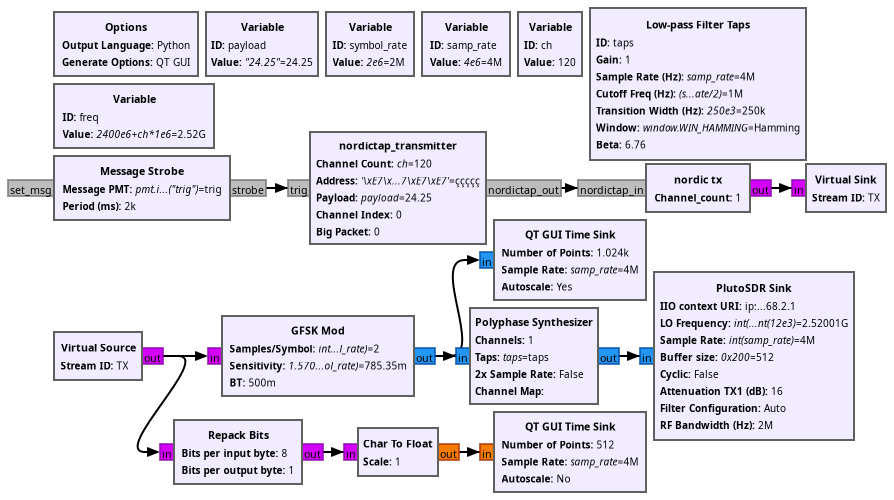 Options
Output Language: Python
Generate Options: QT GUI
Variable
ID: payload
Value: "24.25"=24.25
Variable
ID: symbol_rate
Value: 2e6=2M
Variable
ID: samp_rate
Value: 4e6=4M
Variable
ID: ch
Value: 120
Low-pass Filter Taps
ID: taps
Gain: 1
Sample Rate (Hz): samp_rate=4M
Cutoff Freq (Hz): (s...ate/2)=1M
Transition Width (Hz): 250e3=250k
Window: window.WIN_HAMMING=Hamming
Beta: 6.76
Variable
ID: freq
Value: 2400e6+ch*1e6=2.52G
set_msg
Message Strobe
Message PMT: pmt.i...("trig")=trig
Period (ms): 2k
strobe
trig
nordictap_transmitter
Channel Count: ch=120
Address: '\xE7\x...7\xE7\xE7'=ççççç
Payload: payload=24.25
Channel Index: 0
Big Packet: 0
nordictap_out
nordictap_in
nordic tx
Channel_count: 1
out
in
Virtual Sink
Stream ID: TX
in
QT GUI Time Sink
Number of Points: 1.024k
Sample Rate: samp_rate=4M
Autoscale: Yes
Virtual Source
Stream ID: TX
out
in
GFSK Mod
Samples/Symbol: int...l_rate)=2
Sensitivity: 1.570...ol_rate)=785.35m
BT: 500m
out
in
Polyphase Synthesizer
Channels: 1
Taps: taps=taps
2x Sample Rate: False
Channel Map:
out
in
PlutoSDR Sink
IIO context URI: ip:...68.2.1
LO Frequency: int(...nt(12e3)=2.52001G
Sample Rate: int(samp_rate)=4M
Buffer size: 0x200=512
Cyclic: False
Attenuation TX1 (dB): 16
Filter Configuration: Auto
RF Bandwidth (Hz): 2M
in
Repack Bits
Bits per input byte: 8
Bits per output byte: 1
out
in
Char To Float
Scale: 1
out
in
QT GUI Time Sink
Number of Points: 512
Sample Rate: samp_rate=4M
Autoscale: No